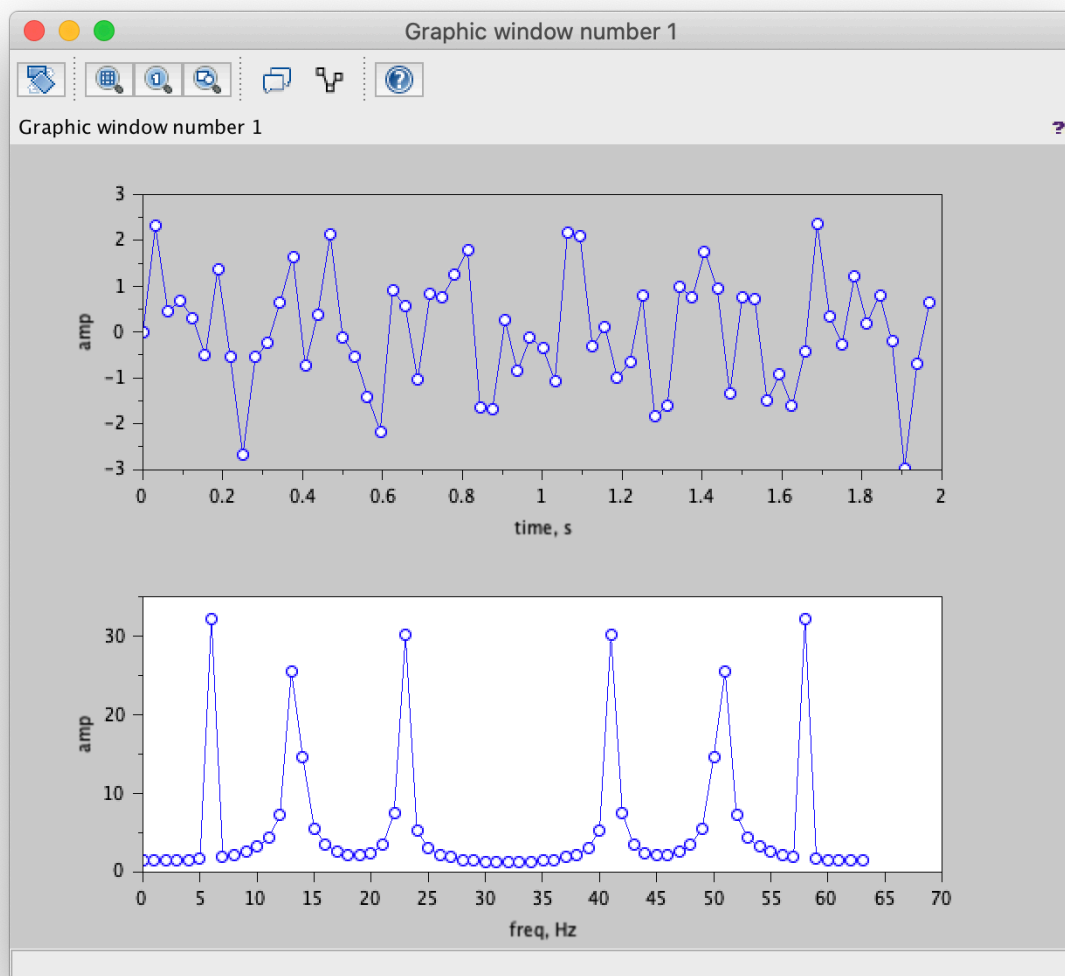 Graphic window number 1
Graphic window number 1 ?
3
2
1
0
−1
−2
−3
amp
0 0.2 0.4 0.6 0.8 1 1.2 1.4 1.6 1.8 2
time, s
30
20
10
0
amp
0 5 10 15 20 25 30 35 40 45 50 55 60 65 70
freq, Hz